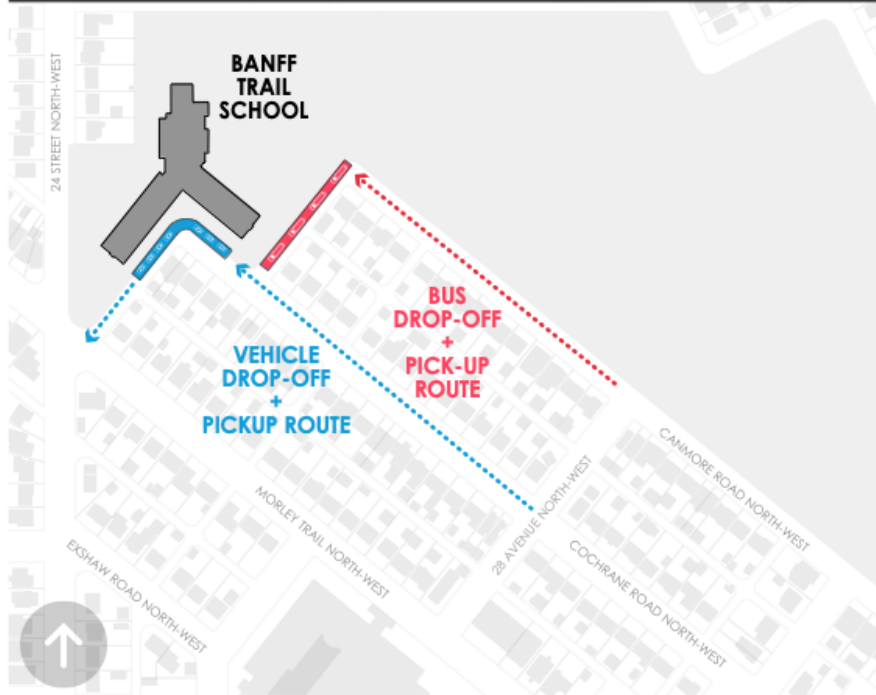 24 STREET NORTH-WEST
BANFF
TRAIL
SCHOOL
BUS
DROP-OFF
+
PICK-UP
ROUTE
VEHICLE
DROP-OFF
+
PICKUP ROUTE
CANMORE ROAD NORTH-WEST
28 AVENUE NORTH-WEST
MORLEY TRAIL NORTH-WEST
COCHRANE ROAD NORTH-WEST
EXSHAW ROAD NORTH-WEST